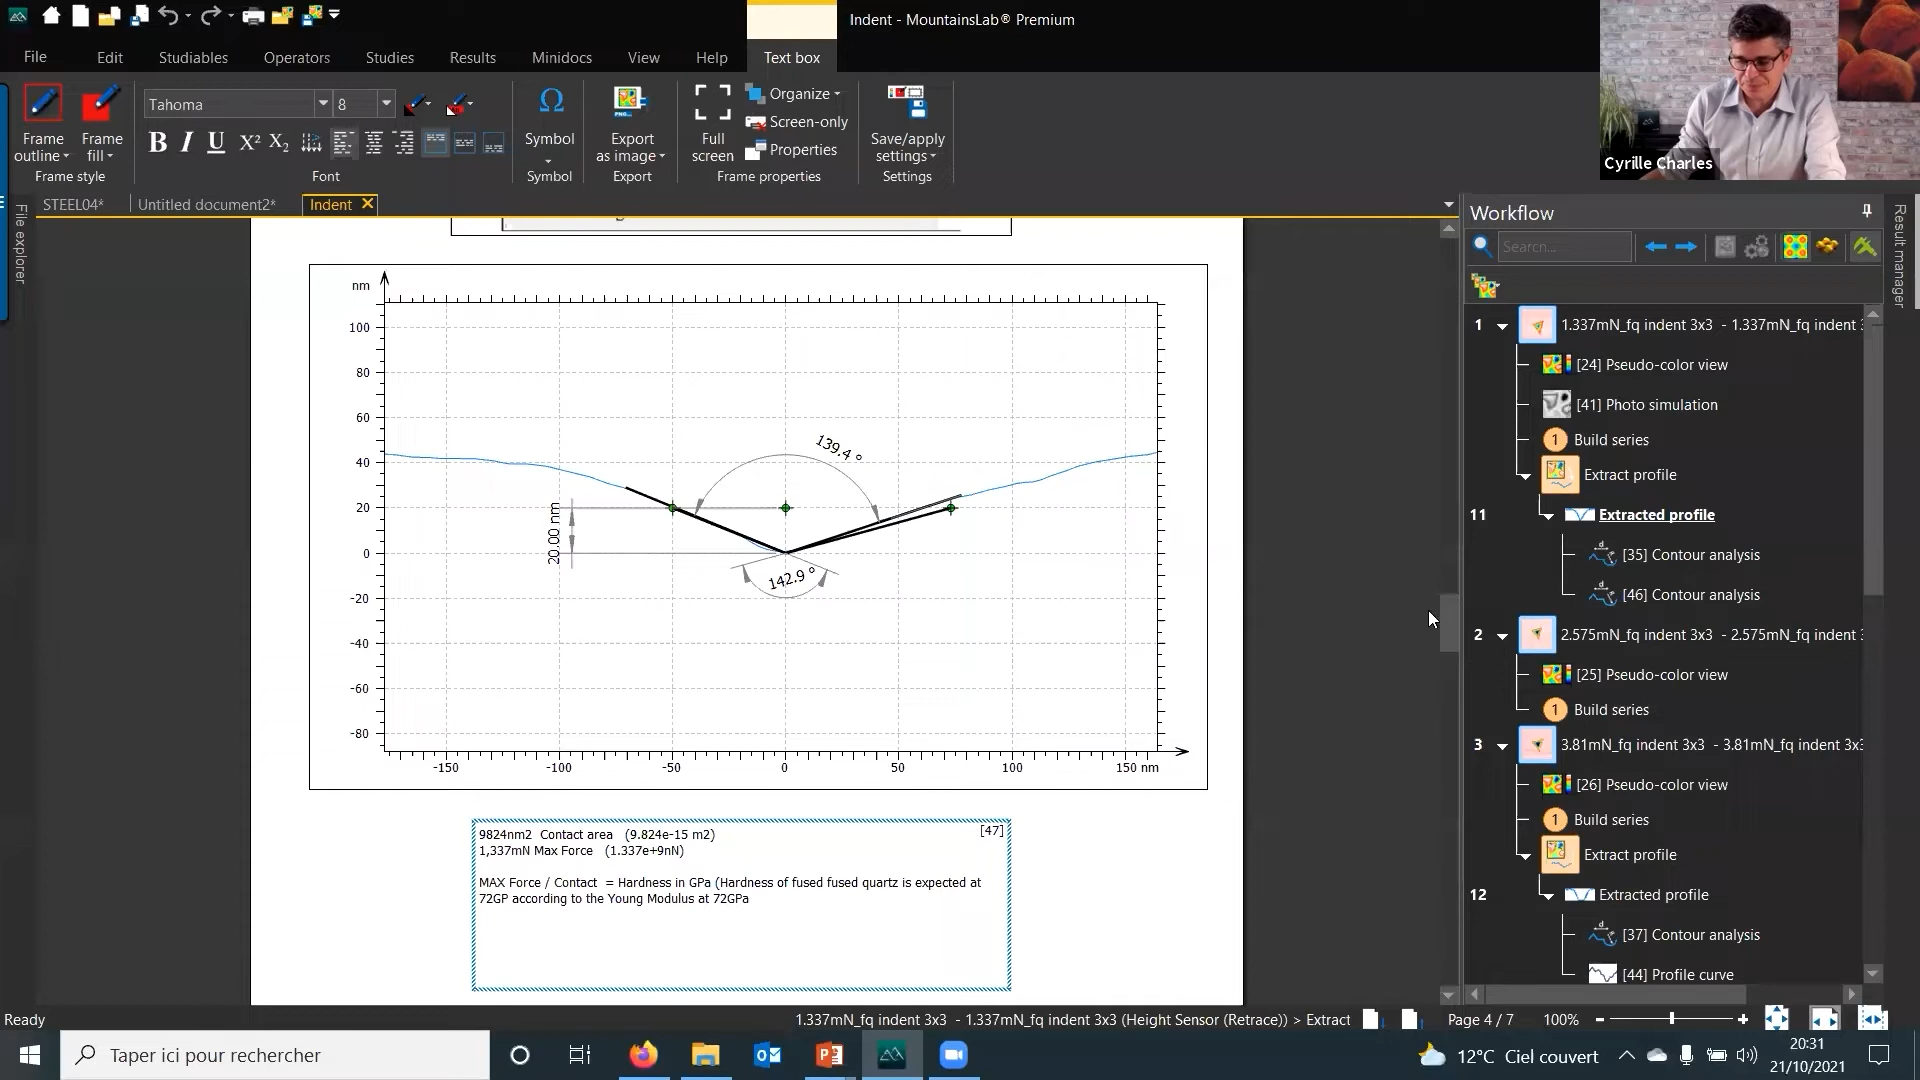 Indent - MountainsLab® Premium
File Edit Studiables Operators Studies Results Minidocs View Help Text box
Tahoma 8
Organize
Screen-only
Properties
Frame outline
Frame fill
B I U X² X₂
Symbol
Export as image
Full screen
Save/apply settings
Frame style Font Symbol Export Frame properties Settings
Cyrille Charles
STEEL04* Untitled document2* Indent
File explorer
Workflow
Result manager
Search...
nm
100
80
60
40
20
0
-20
-40
-60
-80
139.4 °
20.00 nm
142.9 °
-150 -100 -50 0 50 100 150 nm
[47]
9824nm2 Contact area (9.824e-15 m2)
1,337mN Max Force (1.337e+9nN)
MAX Force / Contact = Hardness in GPa (Hardness of fused fused quartz is expected at
72GP according to the Young Modulus at 72GPa
1 1.337mN_fq indent 3x3 - 1.337mN_fq indent
[24] Pseudo-color view
[41] Photo simulation
1 Build series
Extract profile
11 Extracted profile
[35] Contour analysis
[46] Contour analysis
2 2.575mN_fq indent 3x3 - 2.575mN_fq indent
[25] Pseudo-color view
1 Build series
3 3.81mN_fq indent 3x3 - 3.81mN_fq indent 3x3
[26] Pseudo-color view
1 Build series
Extract profile
12 Extracted profile
[37] Contour analysis
[44] Profile curve
Ready
1.337mN_fq indent 3x3 - 1.337mN_fq indent 3x3 (Height Sensor (Retrace)) > Extract
Page 4 / 7 100%
Taper ici pour rechercher
12°C Ciel couvert
20:31
21/10/2021